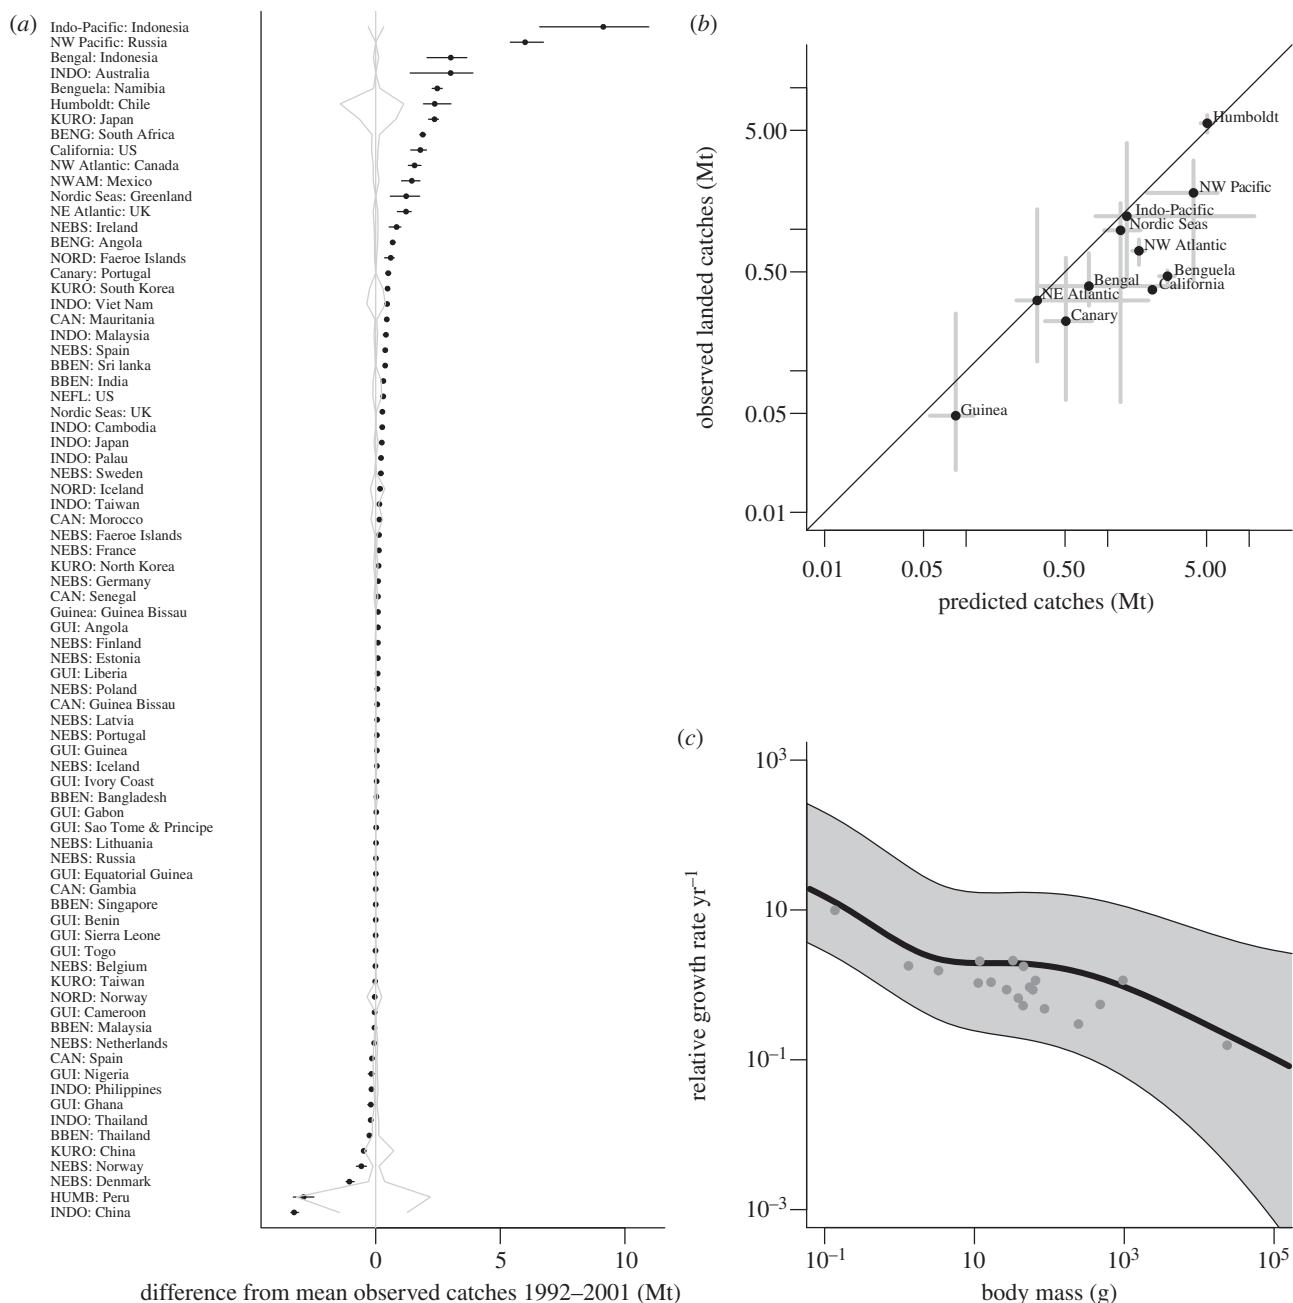 (a)
Indo-Pacific: Indonesia
NW Pacific: Russia
Bengal: Indonesia
INDO: Australia
Benguela: Namibia
Humboldt: Chile
KURO: Japan
BENG: South Africa
California: US
NW Atlantic: Canada
NWAM: Mexico
Nordic Seas: Greenland
NE Atlantic: UK
NEBS: Ireland
BENG: Angola
NORD: Faeroe Islands
Canary: Portugal
KURO: South Korea
INDO: Viet Nam
CAN: Mauritania
INDO: Malaysia
NEBS: Spain
BBEN: Sri lanka
BBEN: India
NEFL: US
Nordic Seas: UK
INDO: Cambodia
INDO: Japan
INDO: Palau
NEBS: Sweden
NORD: Iceland
INDO: Taiwan
CAN: Morocco
NEBS: Faeroe Islands
NEBS: France
KURO: North Korea
NEBS: Germany
CAN: Senegal
Guinea: Guinea Bissau
GUI: Angola
NEBS: Finland
NEBS: Estonia
GUI: Liberia
NEBS: Poland
CAN: Guinea Bissau
NEBS: Latvia
NEBS: Portugal
GUI: Guinea
NEBS: Iceland
GUI: Ivory Coast
BBEN: Bangladesh
GUI: Gabon
GUI: Sao Tome & Principe
NEBS: Lithuania
NEBS: Russia
GUI: Equatorial Guinea
CAN: Gambia
BBEN: Singapore
GUI: Benin
GUI: Sierra Leone
GUI: Togo
NEBS: Belgium
KURO: Taiwan
NORD: Norway
GUI: Cameroon
BBEN: Malaysia
NEBS: Netherlands
CAN: Spain
GUI: Nigeria
INDO: Philippines
GUI: Ghana
INDO: Thailand
BBEN: Thailand
KURO: China
NEBS: Norway
NEBS: Denmark
HUMB: Peru
INDO: China
0 5 10
difference from mean observed catches 1992–2001 (Mt)
(b)
observed landed catches (Mt)
5.00
0.50
0.05
0.01
Humboldt
NW Pacific
Indo-Pacific
Nordic Seas
NW Atlantic
Benguela
Bengal
California
NE Atlantic
Canary
Guinea
0.01 0.05 0.50 5.00
predicted catches (Mt)
(c)
relative growth rate yr⁻¹
10³
10
10⁻¹
10⁻³
10⁻¹ 10 10³ 10⁵
body mass (g)